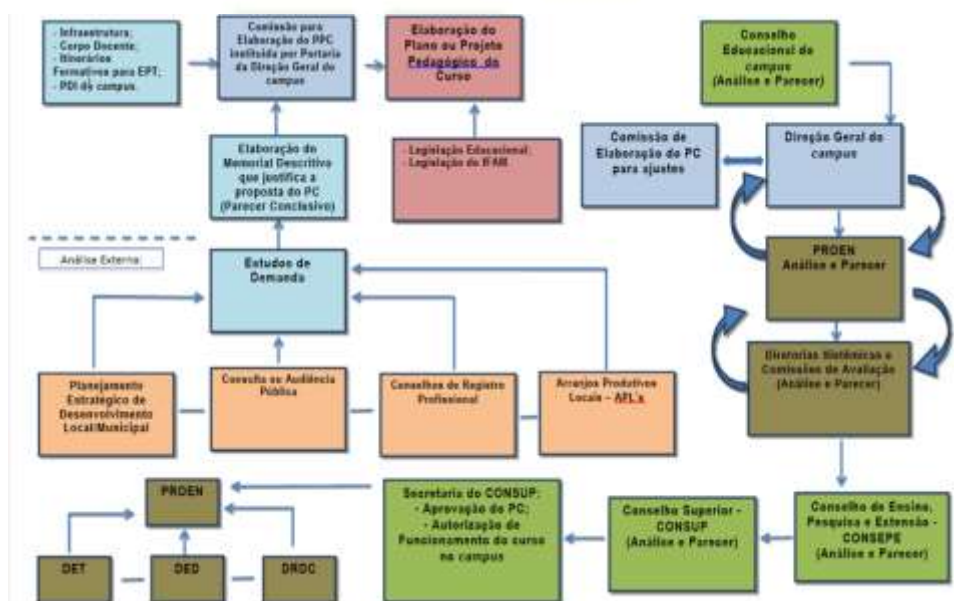 - Infraestrutura;
- Corpo Docente;
- Itinerários
Formativos para EPT;
- PDI do campus.
Comissão para
Elaboração do PPC
instituída por Portaria
da Direção Geral do
campus
Elaboração do
Plano ou Projeto
Pedagógico do
Curso
Conselho
Educacional do
campus
(Análise e Parecer)
Elaboração do
Memorial Descritivo
que justifica a
proposta do PC
(Parecer Conclusivo)
- Legislação Educacional;
- Legislação do IFAM
Comissão de
Elaboração do PC
para ajustes
Direção Geral do
campus
Análise Externa:
Estudos de
Demanda
PROEN
Análise e Parecer
Diretorias Sistêmicas e
Comissões de Avaliação
(Análise e Parecer)
Planejamento
Estratégico de
Desenvolvimento
Local/Municipal
Consulta ou Audiência
Pública
Conselhos de Registro
Profissional
Arranjos Produtivos
Locais – APL's
PROEN
DET
DED
DRDC
Secretaria do CONSUP:
- Aprovação do PC;
- Autorização de
Funcionamento do curso
no campus
Conselho Superior -
CONSUP
(Análise e Parecer)
Conselho de Ensino,
Pesquisa e Extensão -
CONSEPE
(Análise e Parecer)